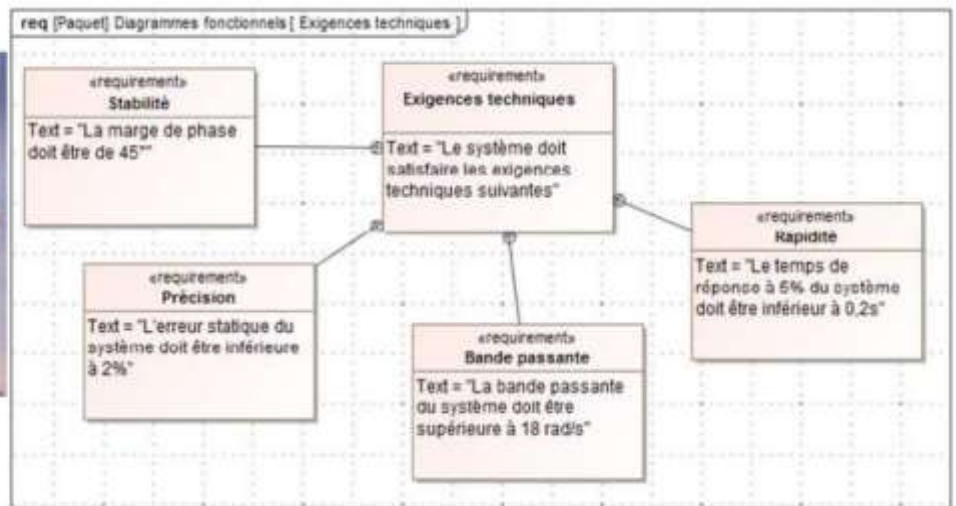 req [Paquet] Diagrammes fonctionnels [ Exigences techniques ]
«requirement»
Stabilité
Text = "La marge de phase
doit être de 45°"
«requirement»
Exigences techniques
Text = "Le système doit
satisfaire les exigences
techniques suivantes"
«requirement»
Précision
Text = "L'erreur statique du
système doit être inférieure
à 2%"
«requirement»
Bande passante
Text = "La bande passante
du système doit être
supérieure à 18 rad/s"
«requirement»
Rapidité
Text = "Le temps de
réponse à 5% du système
doit être inférieur à 0,2s"